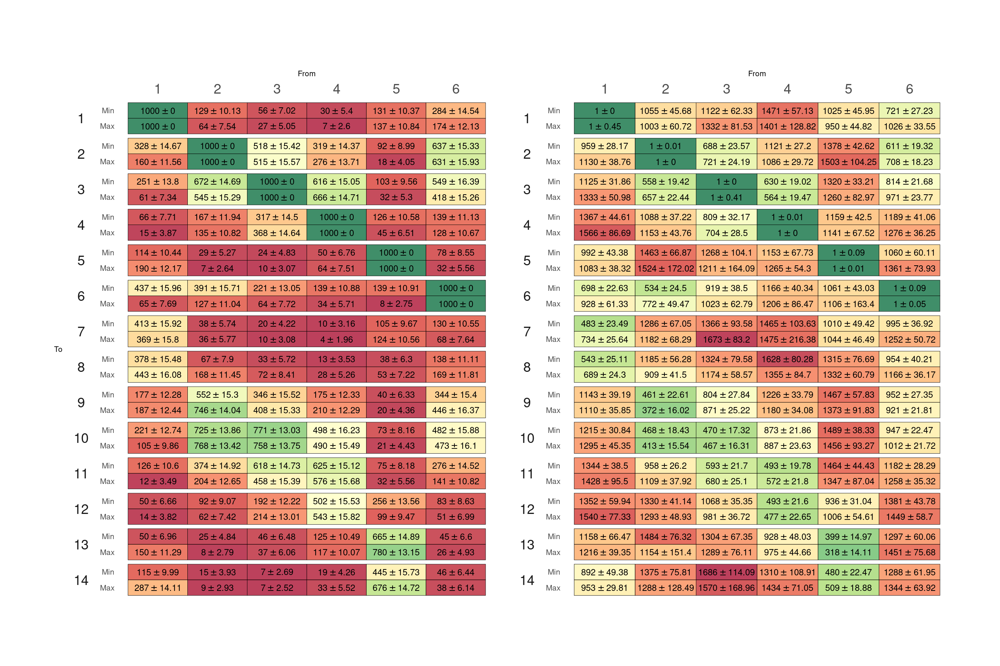 From From
1 2 3 4 5 6 1 2 3 4 5 6
1 Min 1000 ± 0 129 ± 10.13 56 ± 7.02 30 ± 5.4 131 ± 10.37 284 ± 14.54 1 Min 1 ± 0 1055 ± 45.68 1122 ± 62.33 1471 ± 57.13 1025 ± 45.95 721 ± 27.23
Max 1000 ± 0 64 ± 7.54 27 ± 5.05 7 ± 2.6 137 ± 10.84 174 ± 12.13 Max 1 ± 0.45 1003 ± 60.72 1332 ± 81.53 1401 ± 128.82 950 ± 44.82 1026 ± 33.55
2 Min 328 ± 14.67 1000 ± 0 518 ± 15.42 319 ± 14.37 92 ± 8.99 637 ± 15.33 2 Min 959 ± 28.17 1 ± 0.01 688 ± 23.57 1121 ± 27.2 1378 ± 42.62 611 ± 19.32
Max 160 ± 11.56 1000 ± 0 515 ± 15.57 276 ± 13.71 18 ± 4.05 631 ± 15.93 Max 1130 ± 38.76 1 ± 0 721 ± 24.19 1086 ± 29.72 1503 ± 104.25 708 ± 18.23
3 Min 251 ± 13.8 672 ± 14.69 1000 ± 0 616 ± 15.05 103 ± 9.56 549 ± 16.39 3 Min 1125 ± 31.86 558 ± 19.42 1 ± 0 630 ± 19.02 1320 ± 33.21 814 ± 21.68
Max 61 ± 7.34 545 ± 15.29 1000 ± 0 666 ± 14.71 32 ± 5.3 418 ± 15.26 Max 1333 ± 50.98 657 ± 22.44 1 ± 0.41 564 ± 19.47 1260 ± 82.97 971 ± 23.77
4 Min 66 ± 7.71 167 ± 11.94 317 ± 14.5 1000 ± 0 126 ± 10.58 139 ± 11.13 4 Min 1367 ± 44.61 1088 ± 37.22 809 ± 32.17 1 ± 0.01 1159 ± 42.5 1189 ± 41.06
Max 15 ± 3.87 135 ± 10.82 368 ± 14.64 1000 ± 0 45 ± 6.51 128 ± 10.67 Max 1566 ± 86.69 1153 ± 43.76 704 ± 28.5 1 ± 0 1141 ± 67.52 1276 ± 36.25
5 Min 114 ± 10.44 29 ± 5.27 24 ± 4.83 50 ± 6.76 1000 ± 0 78 ± 8.55 5 Min 992 ± 43.38 1463 ± 66.87 1268 ± 104.1 1153 ± 67.73 1 ± 0.09 1060 ± 60.11
Max 190 ± 12.17 7 ± 2.64 10 ± 3.07 64 ± 7.51 1000 ± 0 32 ± 5.56 Max 1083 ± 38.32 1524 ± 172.02 1211 ± 164.09 1265 ± 54.3 1 ± 0.01 1361 ± 73.93
6 Min 437 ± 15.96 391 ± 15.71 221 ± 13.05 139 ± 10.88 139 ± 10.91 1000 ± 0 6 Min 698 ± 22.63 534 ± 24.5 919 ± 38.5 1166 ± 40.34 1061 ± 43.03 1 ± 0.09
Max 65 ± 7.69 127 ± 11.04 64 ± 7.72 34 ± 5.71 8 ± 2.75 1000 ± 0 Max 928 ± 61.33 772 ± 49.47 1023 ± 62.79 1206 ± 86.47 1106 ± 163.4 1 ± 0.05
7 Min 413 ± 15.92 38 ± 5.74 20 ± 4.22 10 ± 3.16 105 ± 9.67 130 ± 10.55 7 Min 483 ± 23.49 1286 ± 67.05 1366 ± 93.58 1465 ± 103.63 1010 ± 49.42 995 ± 36.92
Max 369 ± 15.8 36 ± 5.77 10 ± 3.08 4 ± 1.96 124 ± 10.56 68 ± 7.64 Max 734 ± 25.64 1182 ± 68.29 1673 ± 83.2 1475 ± 216.38 1044 ± 46.49 1252 ± 50.72
To
8 Min 378 ± 15.48 67 ± 7.9 33 ± 5.72 13 ± 3.53 38 ± 6.3 138 ± 11.11 8 Min 543 ± 25.11 1185 ± 56.28 1324 ± 79.58 1628 ± 80.28 1315 ± 76.69 954 ± 40.21
Max 443 ± 16.08 168 ± 11.45 72 ± 8.41 28 ± 5.26 53 ± 7.22 169 ± 11.81 Max 689 ± 24.3 909 ± 41.5 1174 ± 58.57 1355 ± 84.7 1332 ± 60.79 1166 ± 36.17
9 Min 177 ± 12.28 552 ± 15.3 346 ± 15.52 175 ± 12.33 40 ± 6.33 344 ± 15.4 9 Min 1143 ± 39.19 461 ± 22.61 804 ± 27.84 1226 ± 33.79 1467 ± 57.83 952 ± 27.35
Max 187 ± 12.44 746 ± 14.04 408 ± 15.33 210 ± 12.29 20 ± 4.36 446 ± 16.37 Max 1110 ± 35.85 372 ± 16.02 871 ± 25.22 1180 ± 34.08 1373 ± 91.83 921 ± 21.81
10 Min 221 ± 12.74 725 ± 13.86 771 ± 13.03 498 ± 16.23 73 ± 8.16 482 ± 15.88 10 Min 1215 ± 30.84 468 ± 18.43 470 ± 17.32 873 ± 21.86 1489 ± 38.33 947 ± 22.47
Max 105 ± 9.86 768 ± 13.42 758 ± 13.75 490 ± 15.49 21 ± 4.43 473 ± 16.1 Max 1295 ± 45.35 413 ± 15.54 467 ± 16.31 887 ± 23.63 1456 ± 93.27 1012 ± 21.72
11 Min 126 ± 10.6 374 ± 14.92 618 ± 14.73 625 ± 15.12 75 ± 8.18 276 ± 14.52 11 Min 1344 ± 38.5 958 ± 26.2 593 ± 21.7 493 ± 19.78 1464 ± 44.43 1182 ± 28.29
Max 12 ± 3.49 204 ± 12.65 458 ± 15.39 576 ± 15.68 32 ± 5.56 141 ± 10.82 Max 1428 ± 95.5 1109 ± 37.92 680 ± 25.1 572 ± 21.8 1347 ± 87.04 1258 ± 35.32
12 Min 50 ± 6.66 92 ± 9.07 192 ± 12.22 502 ± 15.53 256 ± 13.56 83 ± 8.63 12 Min 1352 ± 59.94 1330 ± 41.14 1068 ± 35.35 493 ± 21.6 936 ± 31.04 1381 ± 43.78
Max 14 ± 3.82 62 ± 7.42 214 ± 13.01 543 ± 15.82 99 ± 9.47 51 ± 6.99 Max 1540 ± 77.33 1293 ± 48.93 981 ± 36.72 477 ± 22.65 1006 ± 54.61 1449 ± 58.7
13 Min 50 ± 6.96 25 ± 4.84 46 ± 6.48 125 ± 10.49 665 ± 14.89 45 ± 6.6 13 Min 1158 ± 66.47 1484 ± 76.32 1304 ± 67.35 928 ± 48.03 399 ± 14.97 1297 ± 60.06
Max 150 ± 11.29 8 ± 2.79 37 ± 6.06 117 ± 10.07 780 ± 13.15 26 ± 4.93 Max 1216 ± 39.35 1154 ± 151.4 1289 ± 76.11 975 ± 44.66 318 ± 14.11 1451 ± 75.68
14 Min 115 ± 9.99 15 ± 3.93 7 ± 2.69 19 ± 4.26 445 ± 15.73 46 ± 6.44 14 Min 892 ± 49.38 1375 ± 75.81 1686 ± 114.09 1310 ± 108.91 480 ± 22.47 1288 ± 61.95
Max 287 ± 14.11 9 ± 2.93 7 ± 2.52 33 ± 5.52 676 ± 14.72 38 ± 6.14 Max 953 ± 29.81 1288 ± 128.49 1570 ± 168.96 1434 ± 71.05 509 ± 18.88 1344 ± 63.92